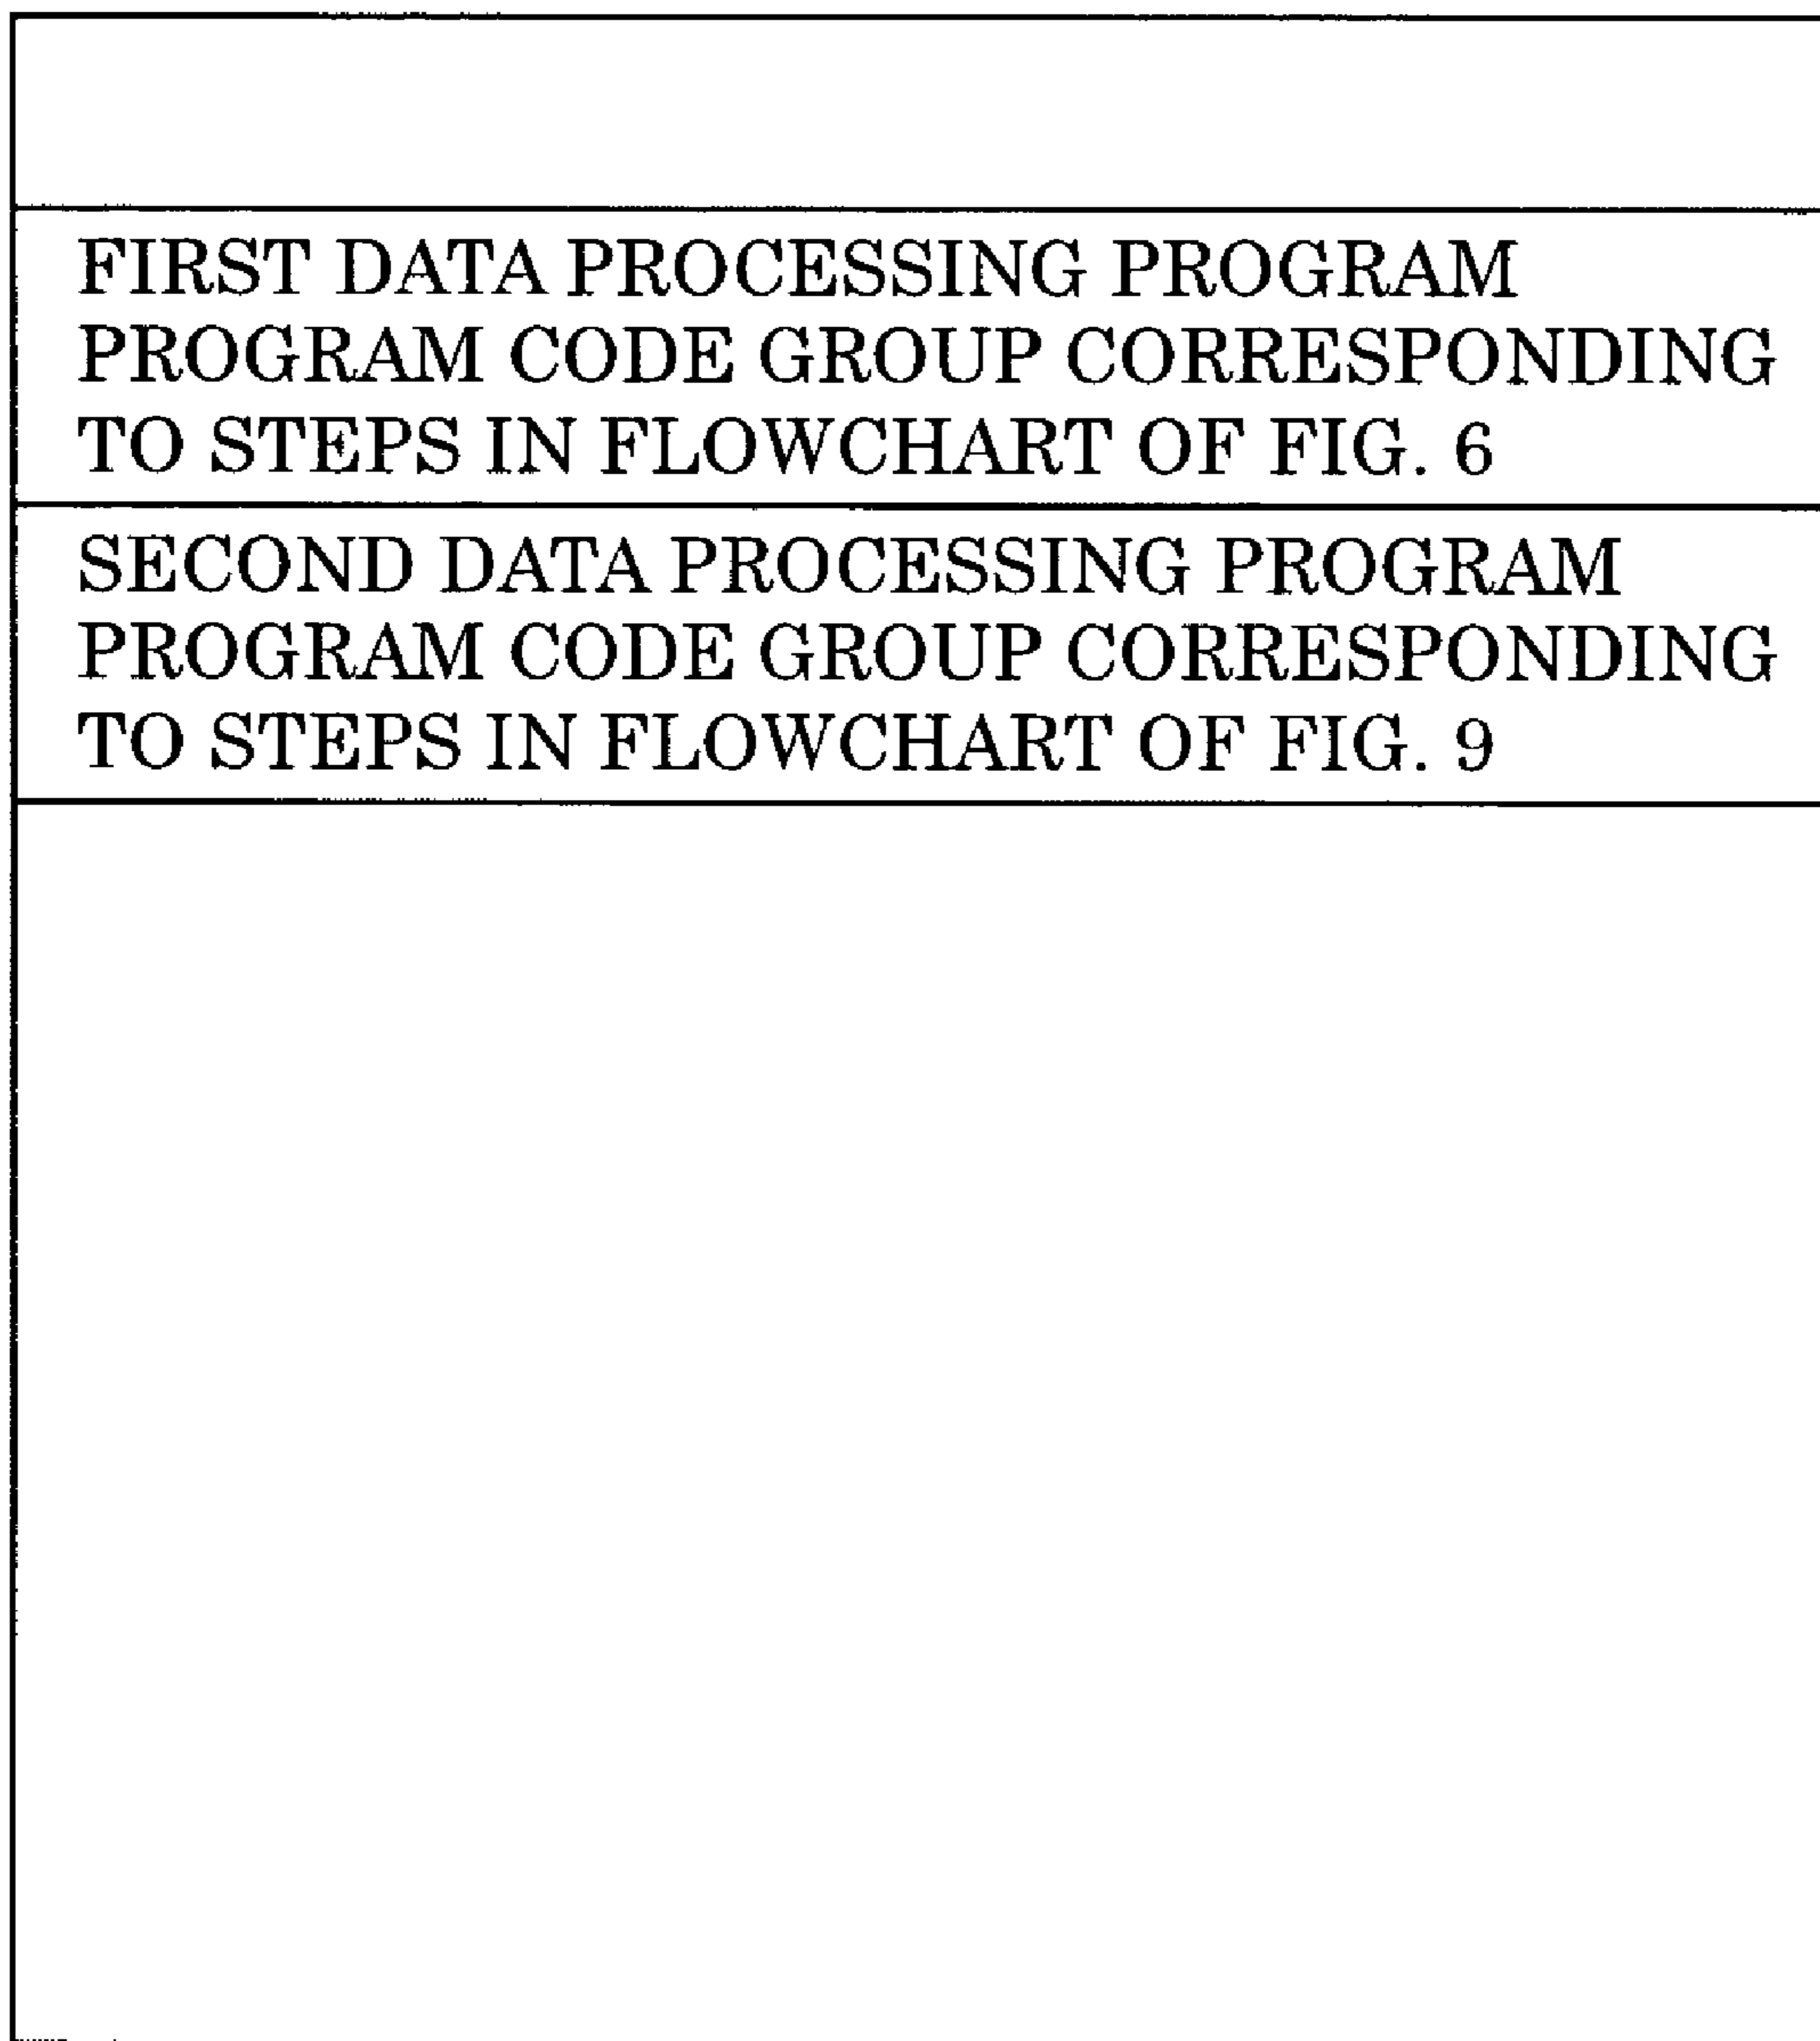 FIRST DATA PROCESSING PROGRAM
PROGRAM CODE GROUP CORRESPONDING
TO STEPS IN FLOWCHART OF FIG. 6
SECOND DATA PROCESSING PROGRAM
PROGRAM CODE GROUP CORRESPONDING
TO STEPS IN FLOWCHART OF FIG. 9